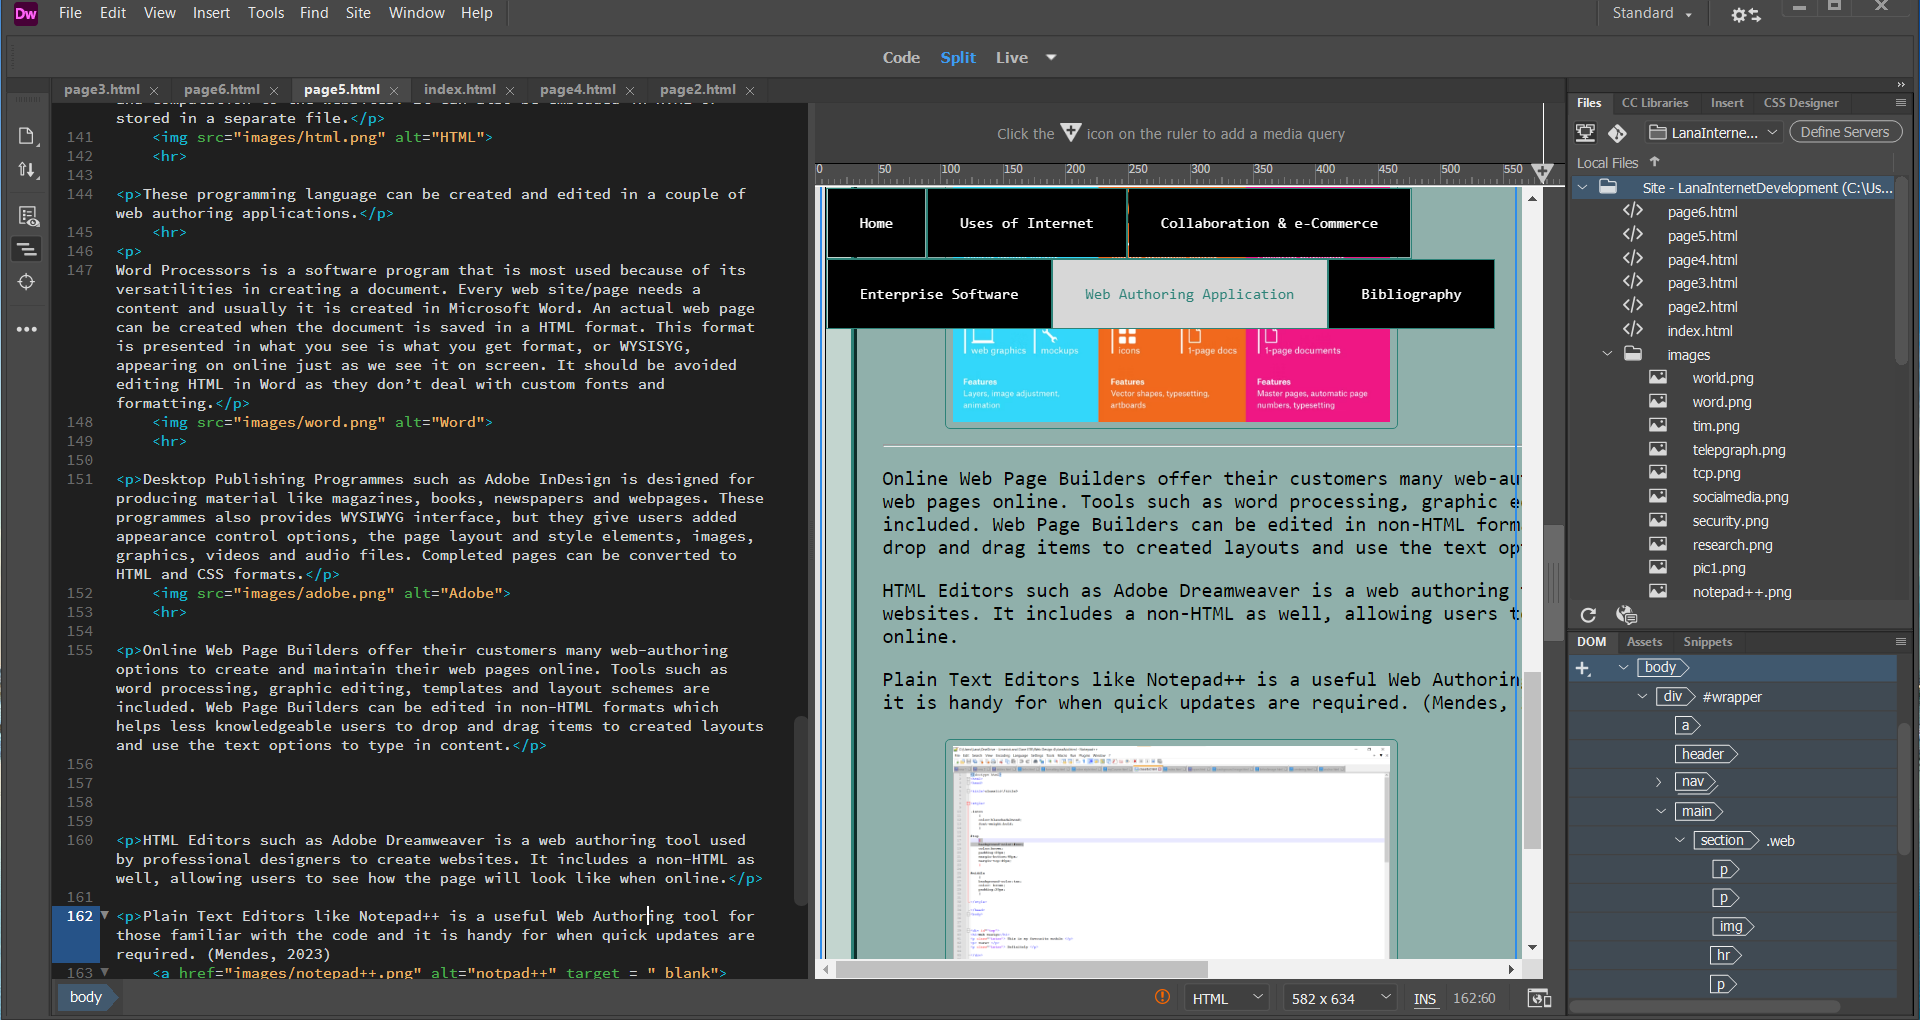 Dw File Edit View Insert Tools Find Site Window Help Standard
Code Split Live
page3.html page6.html page5.html index.html page4.html page2.html
stored in a separate file.</p>
141 <img src="images/html.png" alt="HTML">
142 <hr>
143
144 <p>These programming language can be created and edited in a couple of
web authoring applications.</p>
145 <hr>
146 <p>
147 Word Processors is a software program that is most used because of its
versatilities in creating a document. Every web site/page needs a
content and usually it is created in Microsoft Word. An actual web page
can be created when the document is saved in a HTML format. This format
is presented in what you see is what you get format, or WYSISYG,
appearing on online just as we see it on screen. It should be avoided
editing HTML in Word as they don’t deal with custom fonts and
formatting.</p>
148 <img src="images/word.png" alt="Word">
149 <hr>
150
151 <p>Desktop Publishing Programmes such as Adobe InDesign is designed for
producing material like magazines, books, newspapers and webpages. These
programmes also provides WYSIWYG interface, but they give users added
appearance control options, the page layout and style elements, images,
graphics, videos and audio files. Completed pages can be converted to
HTML and CSS formats.</p>
152 <img src="images/adobe.png" alt="Adobe">
153 <hr>
154
155 <p>Online Web Page Builders offer their customers many web-authoring
options to create and maintain their web pages online. Tools such as
word processing, graphic editing, templates and layout schemes are
included. Web Page Builders can be edited in non-HTML formats which
helps less knowledgeable users to drop and drag items to created layouts
and use the text options to type in content.</p>
156
157
158
159
160 <p>HTML Editors such as Adobe Dreamweaver is a web authoring tool used
by professional designers to create websites. It includes a non-HTML as
well, allowing users to see how the page will look like when online.</p>
161
162 <p>Plain Text Editors like Notepad++ is a useful Web Authoring tool for
those familiar with the code and it is handy for when quick updates are
required. (Mendes, 2023)
163 <a href="images/notepad++.png" alt="notpad++" target = "_blank">
body
Click the icon on the ruler to add a media query
0 50 100 150 200 250 300 350 400 450 500 550
Home Uses of Internet Collaboration & e-Commerce
Enterprise Software Web Authoring Application Bibliography
web graphics mockups icons 1-page docs 1-page documents
Features Features Features
Layers, image adjustment, Vector shapes, typesetting, Master pages, automatic page
animation artboards numbers, typesetting
Online Web Page Builders offer their customers many web-au
web pages online. Tools such as word processing, graphic e
included. Web Page Builders can be edited in non-HTML form
drop and drag items to created layouts and use the text op
HTML Editors such as Adobe Dreamweaver is a web authoring
websites. It includes a non-HTML as well, allowing users t
online.
Plain Text Editors like Notepad++ is a useful Web Authorin
it is handy for when quick updates are required. (Mendes,
HTML 582 x 634 INS 162:60
Files CC Libraries Insert CSS Designer
LanaInterne... Define Servers
Local Files
Site - LanaInternetDevelopment (C:\Us...
page6.html
page5.html
page4.html
page3.html
page2.html
index.html
images
world.png
word.png
tim.png
telepgraph.png
tcp.png
socialmedia.png
security.png
research.png
pic1.png
notepad++.png
DOM Assets Snippets
body
div #wrapper
a
header
nav
main
section .web
p
p
img
hr
p